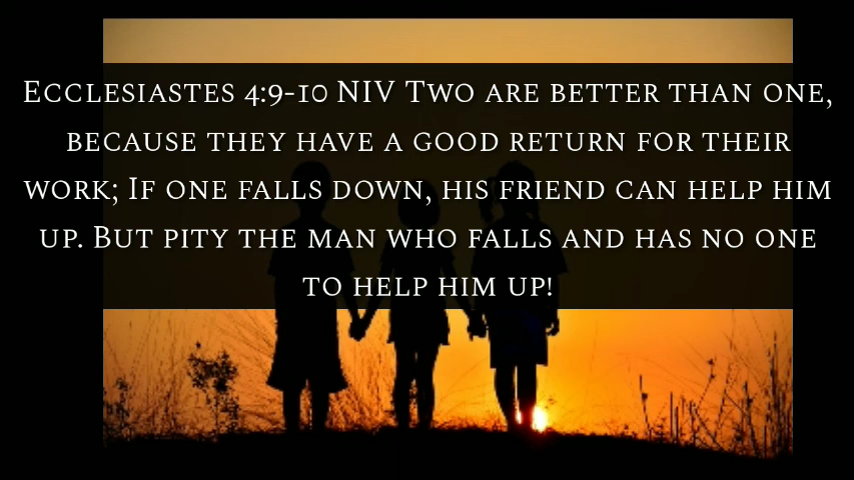 Ecclesiastes 4:9-10 NIV Two are better than one,
because they have a good return for their
work; If one falls down, his friend can help him
up. But pity the man who falls and has no one
to help him up!